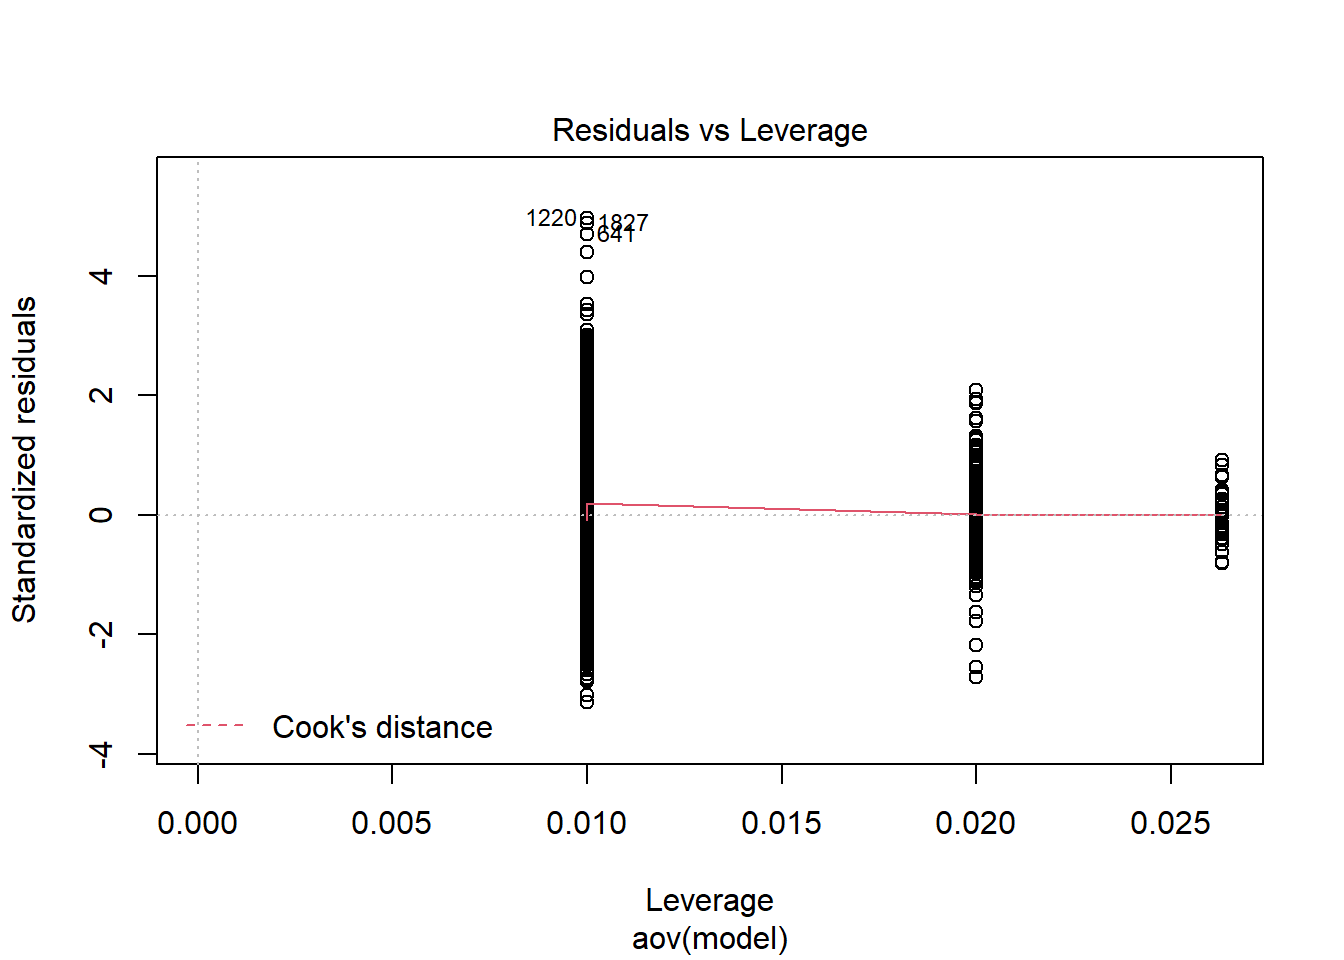 Residuals vs Leverage
Standardized residuals
4
2
0
-2
-4
1220
1827
641
Cook's distance
0.000 0.005 0.010 0.015 0.020 0.025
Leverage
aov(model)